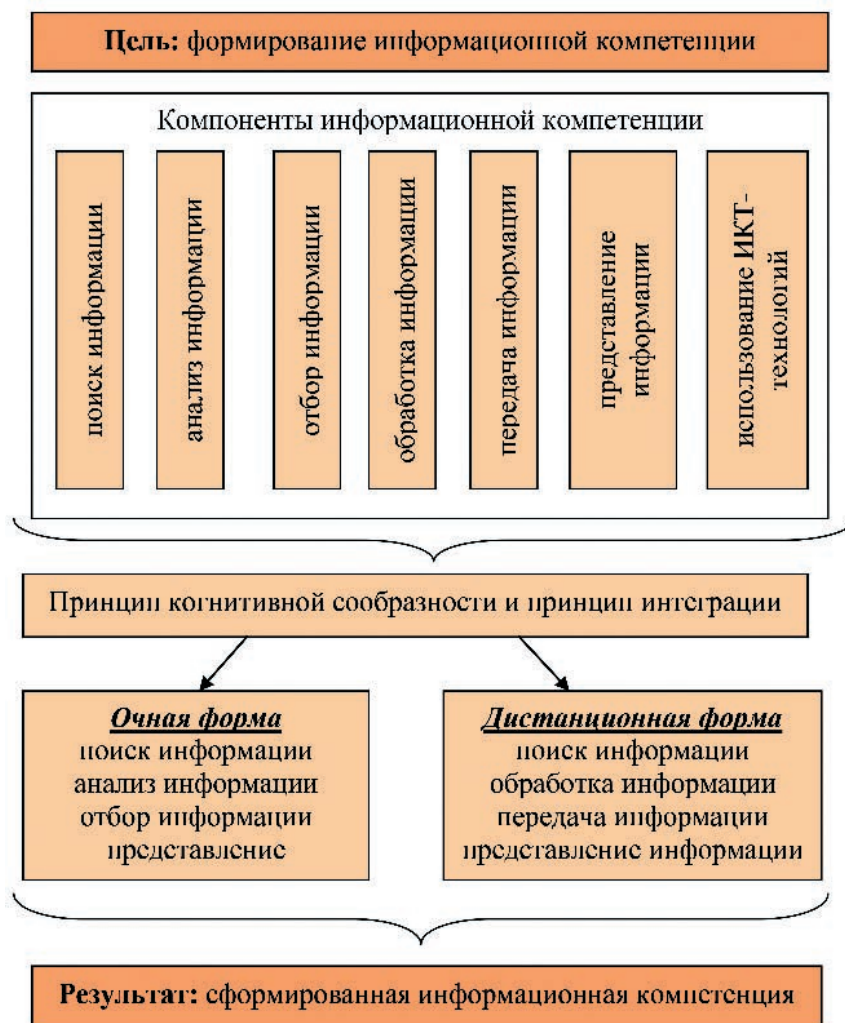 Цель: формирование информационной компетенции
Компоненты информационной компетенции
поиск информации
анализ информации
отбор информации
обработка информации
передача информации
представление
информации
использование ИКТ-
технологий
Принцип когнитивной сообразности и принцип интеграции
Очная форма
поиск информации
анализ информации
отбор информации
представление
Дистанционная форма
поиск информации
обработка информации
передача информации
представление информации
Результат: сформированная информационная компетенция